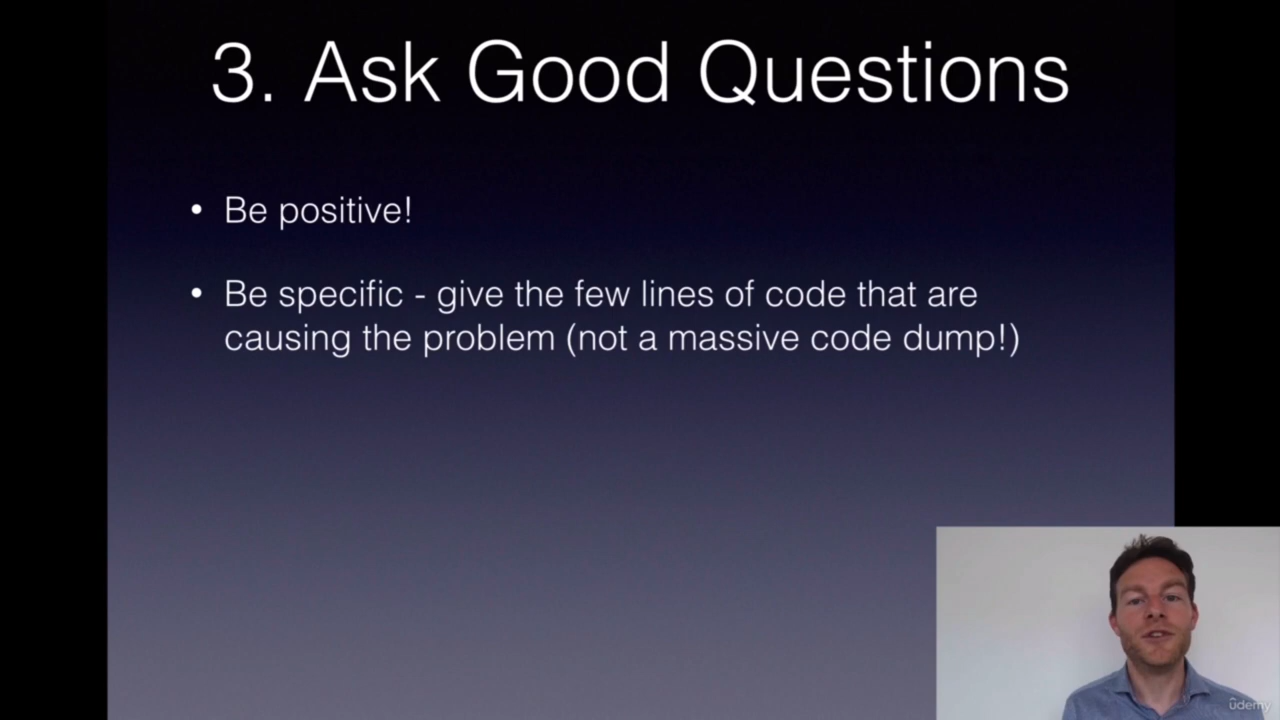 3. Ask Good Questions
• Be positive!
• Be specific - give the few lines of code that are
causing the problem (not a massive code dump!)
ûdemy